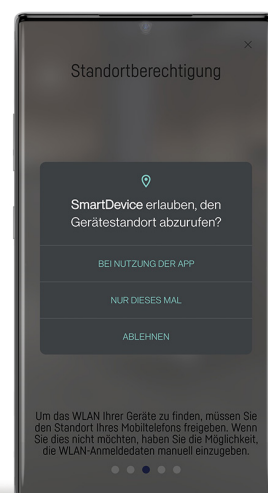 Standortberechtigung
SmartDevice erlauben, den
Gerätestandort abzurufen?
BEI NUTZUNG DER APP
NUR DIESES MAL
ABLEHNEN
Um das WLAN Ihrer Geräte zu finden, müssen Sie
den Standort Ihres Mobiltelefons freigeben. Wenn
Sie dies nicht möchten, haben Sie die Möglichkeit,
die WLAN-Anmeldedaten manuell einzugeben.